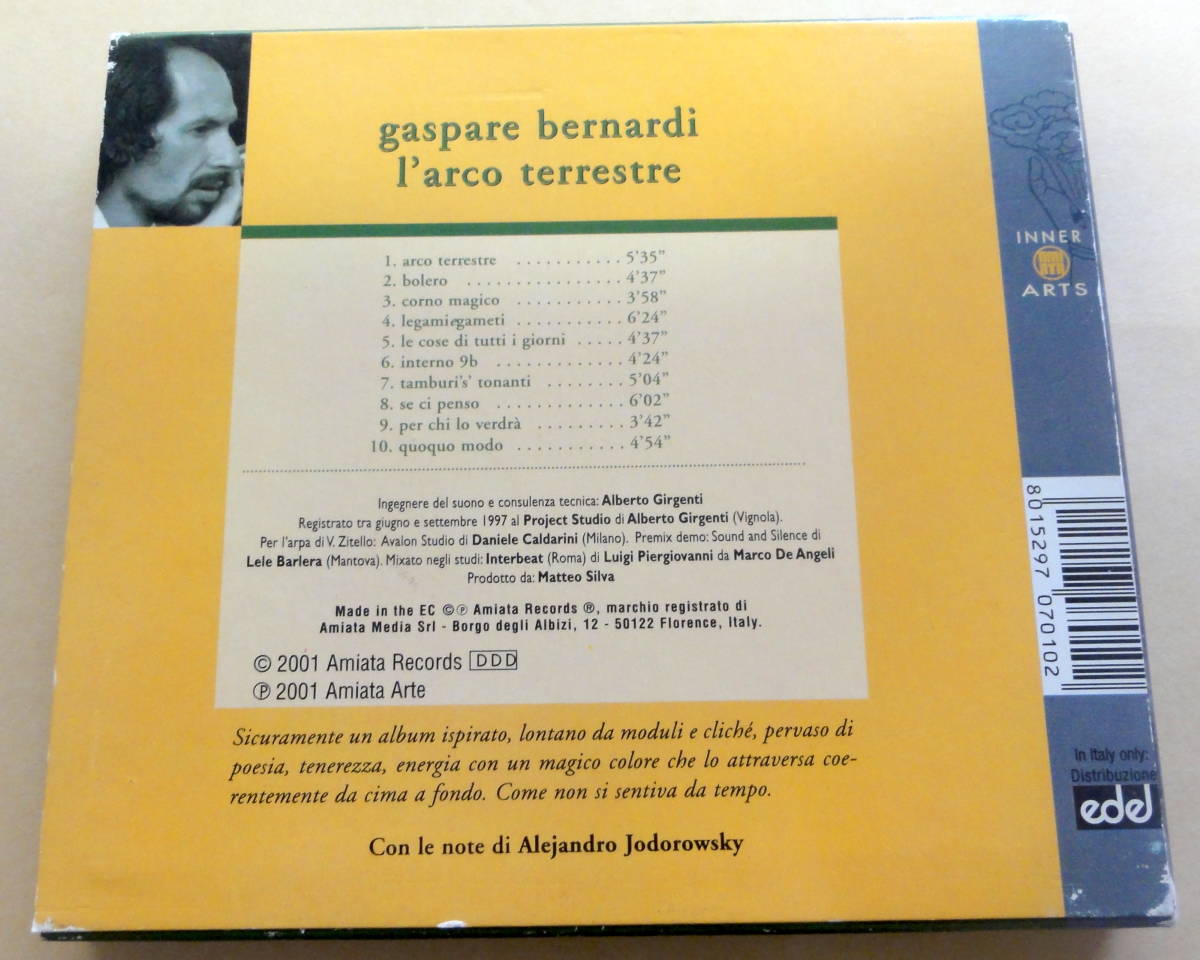 gaspare bernardi
l'arco terrestre
1. arco terrestre ........... 5'35"
2. bolero ................ 4'37"
3. corno magico ........... 3'58"
4. legamiegameti ........... 6'24"
5. le cose di tutti i giorni ..... 4'37"
6. interno 9b ............. 4'24"
7. tamburi's' tonanti ........ 5'04"
8. se ci penso ............. 6'02"
9. per chi lo verdrà ......... 3'42"
10. quoquo modo ........... 4'54"
Ingegnere del suono e consulenza tecnica: Alberto Girgenti
Registrato tra giugno e settembre 1997 al Project Studio di Alberto Girgenti (Vignola).
Per l'arpa di V. Zitello: Avalon Studio di Daniele Caldarini (Milano). Premix demo: Sound and Silence di
Lele Barlera (Mantova). Mixato negli studi: Interbeat (Roma) di Luigi Piergiovanni da Marco De Angeli
Prodotto da: Matteo Silva
Made in the EC ©℗ Amiata Records ®, marchio registrato di
Amiata Media Srl - Borgo degli Albizi, 12 - 50122 Florence, Italy.
© 2001 Amiata Records DDD
℗ 2001 Amiata Arte
Sicuramente un album ispirato, lontano da moduli e cliché, pervaso di
poesia, tenerezza, energia con un magico colore che lo attraversa coe-
rentemente da cima a fondo. Come non si sentiva da tempo.
Con le note di Alejandro Jodorowsky
INNER
ARTS
8015297 070102
In Italy only:
Distribuzione
edel